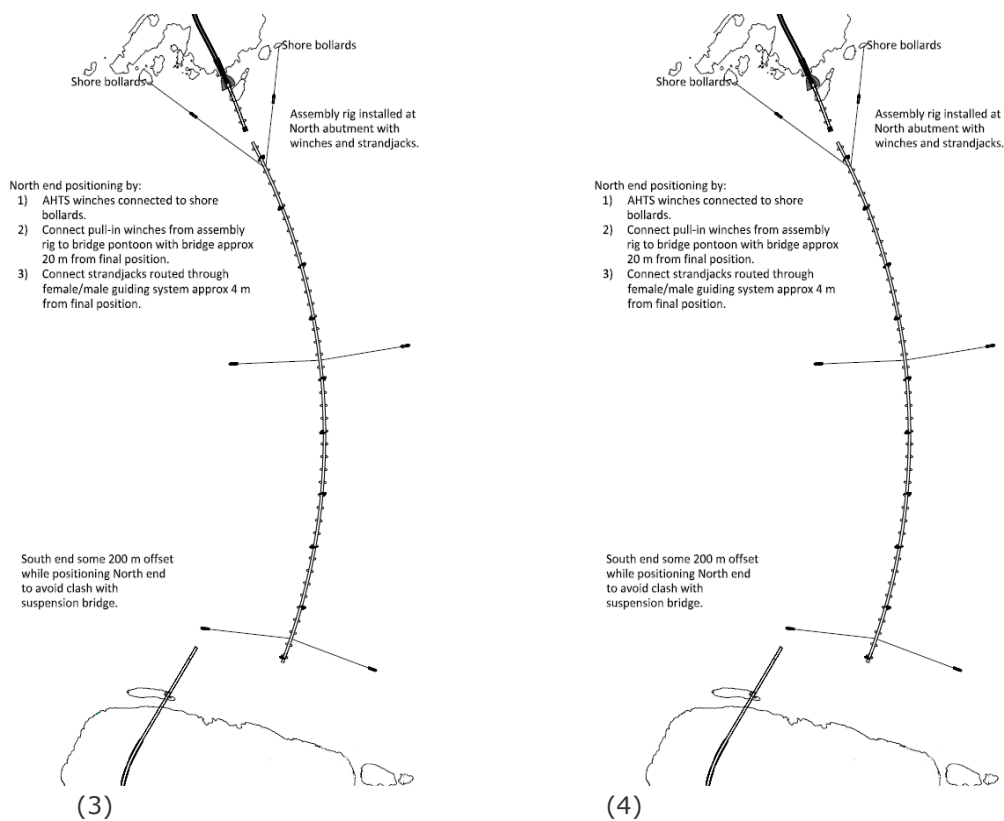 Shore bollards
Shore bollards
Assembly rig installed at
North abutment with
winches and strandjacks.
North end positioning by:
1) AHTS winches connected to shore
bollards.
2) Connect pull-in winches from assembly
rig to bridge pontoon with bridge approx
20 m from final position.
3) Connect strandjacks routed through
female/male guiding system approx 4 m
from final position.
South end some 200 m offset
while positioning North end
to avoid clash with
suspension bridge.
(3)
Shore bollards
Shore bollards
Assembly rig installed at
North abutment with
winches and strandjacks.
North end positioning by:
1) AHTS winches connected to shore
bollards.
2) Connect pull-in winches from assembly
rig to bridge pontoon with bridge approx
20 m from final position.
3) Connect strandjacks routed through
female/male guiding system approx 4 m
from final position.
South end some 200 m offset
while positioning North end
to avoid clash with
suspension bridge.
(4)